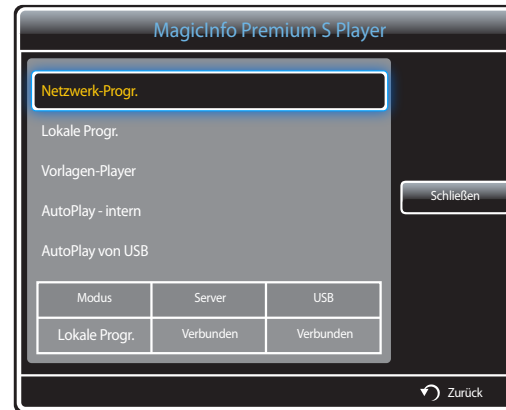 MagicInfo Premium S Player
Netzwerk-Progr.
Lokale Progr.
Vorlagen-Player
AutoPlay - intern
AutoPlay von USB
Schließen
Modus Server USB
Lokale Progr. Verbunden Verbunden
Zurück